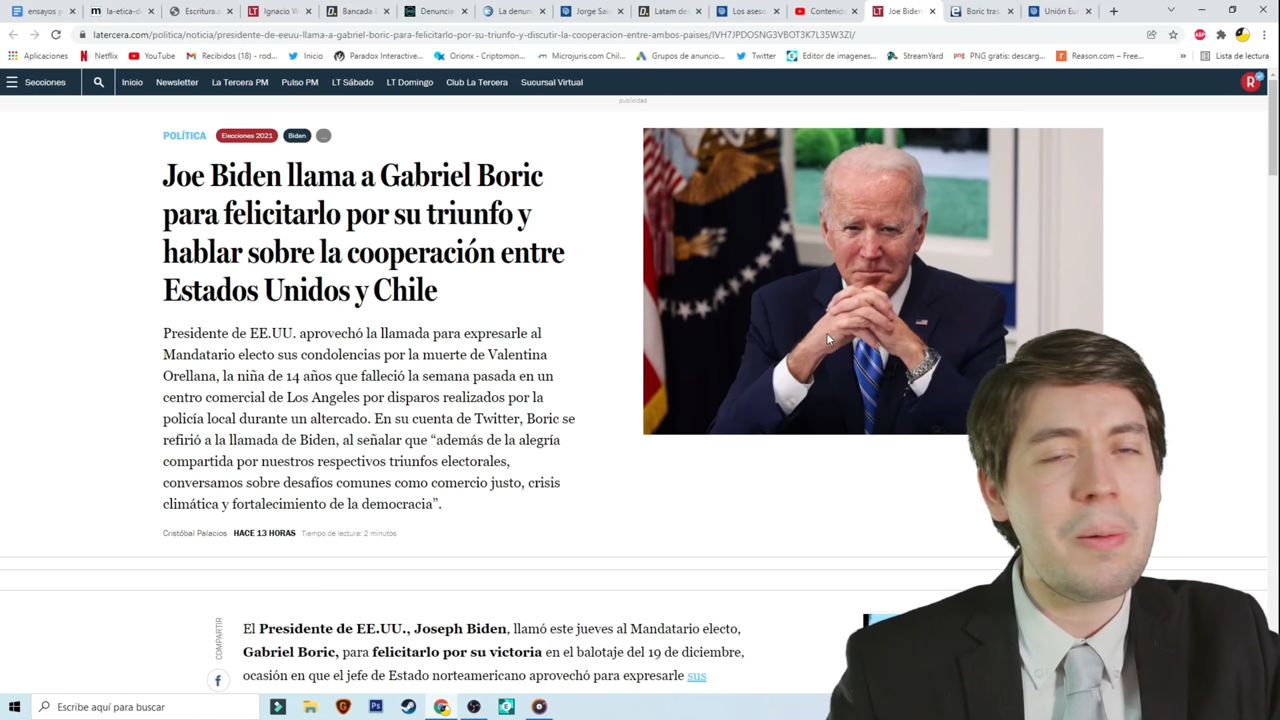 ensayos p
la-etica-d
Escritura.
Ignacio W
Bancada D
Denuncia
La denun
Jorge Sai
Latam de
Los aseso
Contenid
Joe Biden
Boric tras
Unión Eu
latercera.com/politica/noticia/presidente-de-eeuu-llama-a-gabriel-boric-para-felicitarlo-por-su-triunfo-y-discutir-la-cooperacion-entre-ambos-paises/IVH7JPDOSNG3VBOT3K7L35W3ZI/
Aplicaciones
Netflix
YouTube
Recibidos (6) - rod...
Twitter
Inicio
Paradox Interactive...
Orionx - Criptomon...
Microjuris.com Chil...
Grupos de anuncio...
Twitter
Editor de imagenes...
StreamYard
PNG gratis: descarg...
Reason.com — Free...
»
Lista de lectura
Secciones
Inicio
Newsletter
La Tercera PM
Pulso PM
LT Sábado
LT Domingo
Club La Tercera
Sucursal Virtual
R
publicidad
POLÍTICA
Elecciones 2021
Biden
...
Joe Biden llama a Gabriel Boric
para felicitarlo por su triunfo y
hablar sobre la cooperación entre
Estados Unidos y Chile
Presidente de EE.UU. aprovechó la llamada para expresarle al
Mandatario electo sus condolencias por la muerte de Valentina
Orellana, la niña de 14 años que falleció la semana pasada en un
centro comercial de Los Angeles por disparos realizados por la
policía local durante un altercado. En su cuenta de Twitter, Boric se
refirió a la llamada de Biden, al señalar que “además de la alegría
compartida por nuestros respectivos triunfos electorales,
conversamos sobre desafíos comunes como comercio justo, crisis
climática y fortalecimiento de la democracia”.
Cristóbal Palacios HACE 13 HORAS Tiempo de lectura: 2 minutos
COMPARTIR
El Presidente de EE.UU., Joseph Biden, llamó este jueves al Mandatario electo,
Gabriel Boric, para felicitarlo por su victoria en el balotaje del 19 de diciembre,
ocasión en que el jefe de Estado norteamericano aprovechó para expresarle sus
Escribe aquí para buscar